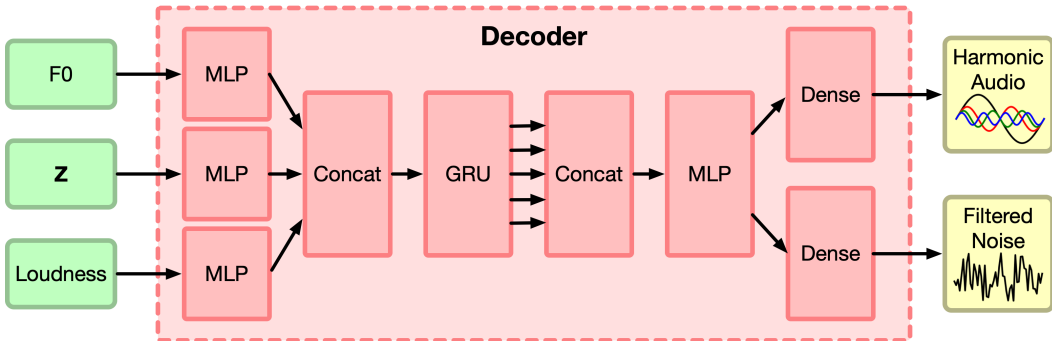 Decoder
F0
z
Loudness
MLP
MLP
MLP
Concat
GRU
Concat
MLP
Dense
Dense
Harmonic
Audio
Filtered
Noise